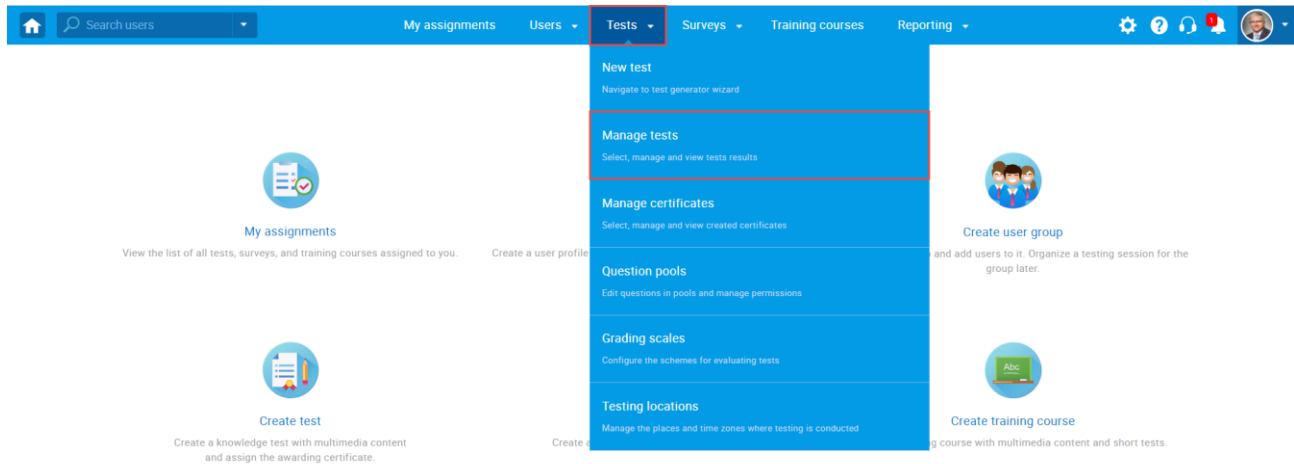 Search users
My assignments
Users
Tests
Surveys
Training courses
Reporting
1
New test
Navigate to test generator wizard
Manage tests
Select, manage and view tests results
Manage certificates
Select, manage and view created certificates
Question pools
Edit questions in pools and manage permissions
Grading scales
Configure the schemes for evaluating tests
Testing locations
Manage the places and time zones where testing is conducted
My assignments
View the list of all tests, surveys, and training courses assigned to you.
Create a user profile
Create user group
and add users to it. Organize a testing session for the
group later.
Create test
Create a knowledge test with multimedia content
and assign the awarding certificate.
Create
Abc
Create training course
course with multimedia content and short tests.